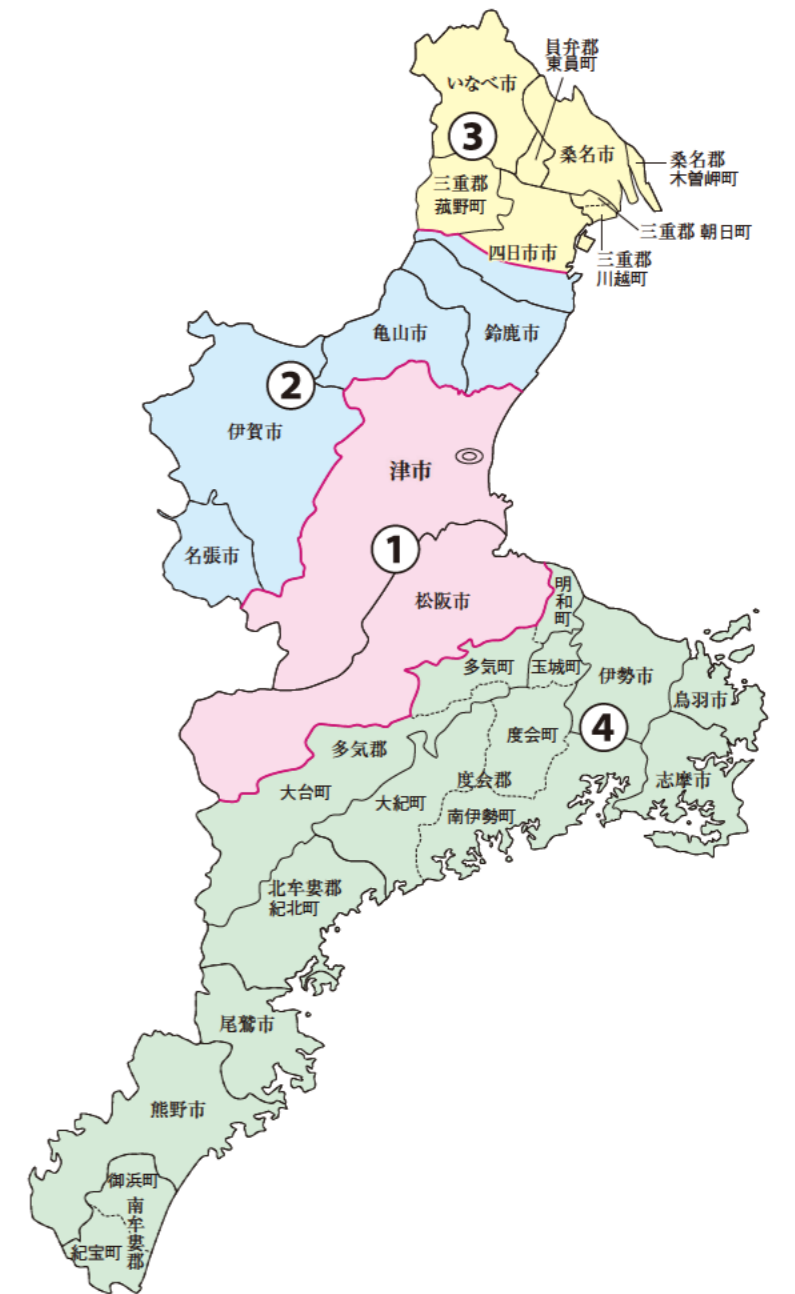 いなべ市
員弁郡
東員町
3
桑名市
桑名郡
木曽岬町
三重郡
菰野町
三重郡 朝日町
四日市市
三重郡
川越町
亀山市
鈴鹿市
2
伊賀市
津市
名張市
1
松阪市
明和町
多気町
玉城町
伊勢市
鳥羽市
4
度会町
多気郡
度会郡
志摩市
大台町
大紀町
南伊勢町
北牟婁郡
紀北町
尾鷲市
熊野市
御浜町
南牟婁郡
紀宝町